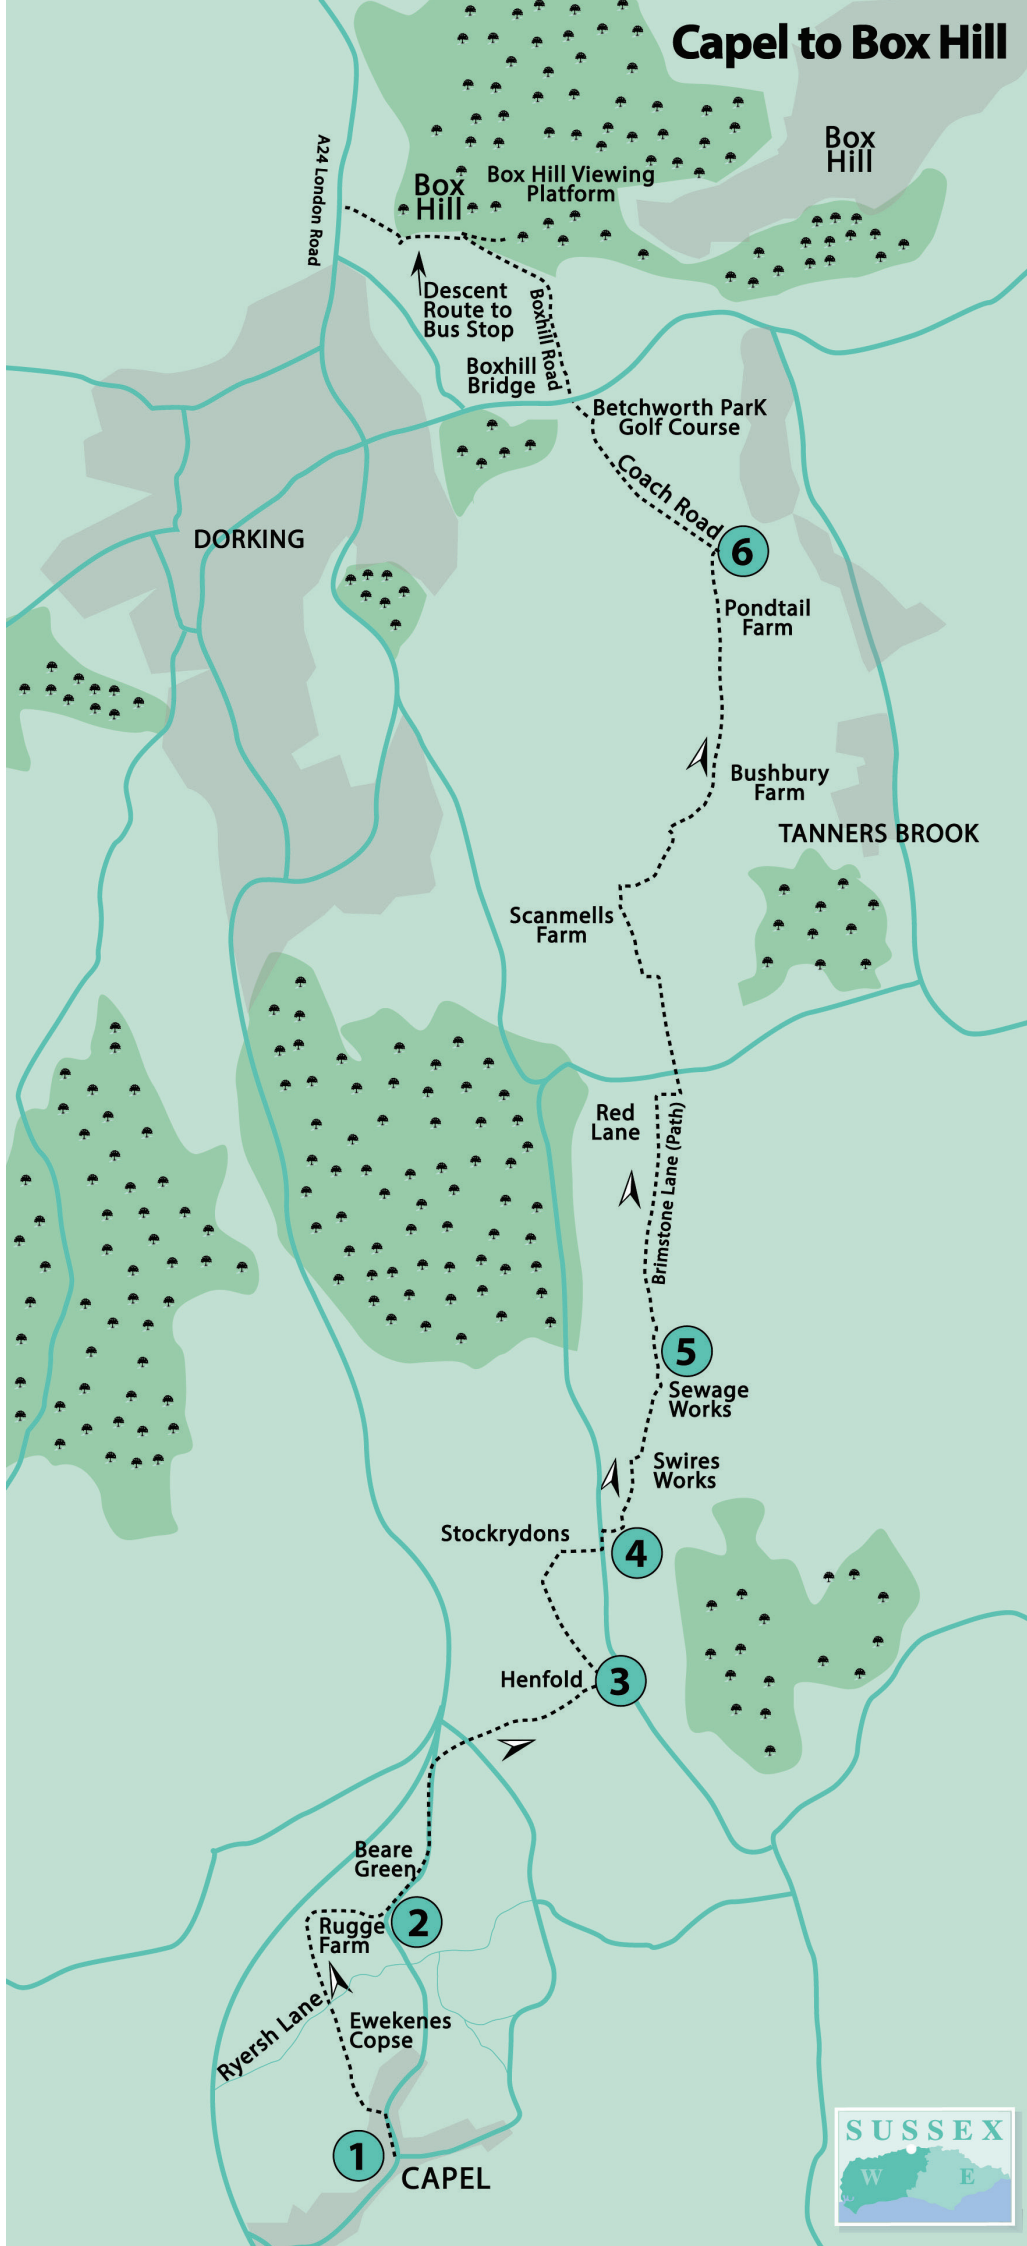 Capel to Box Hill
Box
Hill
A24 London Road
Box Hill Viewing
Platform
Box
Hill
Descent
Route to
Bus Stop
Boxhill Road
Boxhill
Bridge
Betchworth ParK
Golf Course
Coach Road
DORKING
6
Pondtail
Farm
Bushbury
Farm
TANNERS BROOK
Scanmells
Farm
Red
Lane
Brimstone Lane (Path)
5
Sewage
Works
Swires
Works
Stockrydons
4
Henfold
3
Beare
Green
2
Rugge
Farm
Ryersh Lane
Ewekenes
Copse
1
CAPEL
SUSSEX
W
E